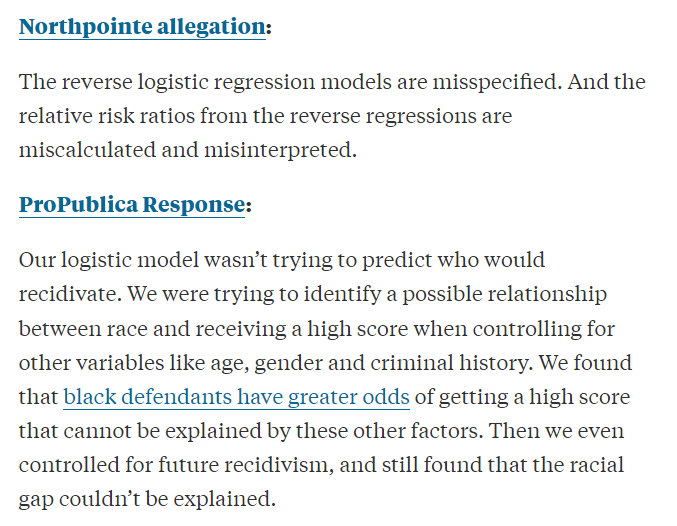 Northpointe allegation:
The reverse logistic regression models are misspecified. And the
relative risk ratios from the reverse regressions are
miscalculated and misinterpreted.
ProPublica Response:
Our logistic model wasn’t trying to predict who would
recidivate. We were trying to identify a possible relationship
between race and receiving a high score when controlling for
other variables like age, gender and criminal history. We found
that black defendants have greater odds of getting a high score
that cannot be explained by these other factors. Then we even
controlled for future recidivism, and still found that the racial
gap couldn’t be explained.